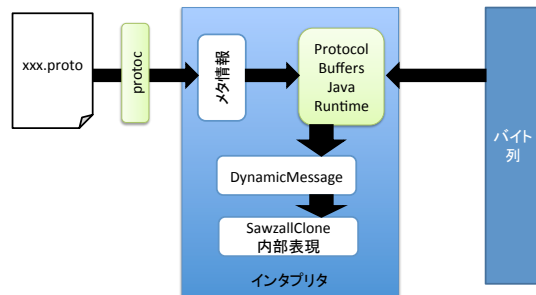 xxx.proto
protoc
メタ情報
Protocol
Buffers
Java
Runtime
バイト
列
DynamicMessage
SawzallClone
内部表現
インタプリタ